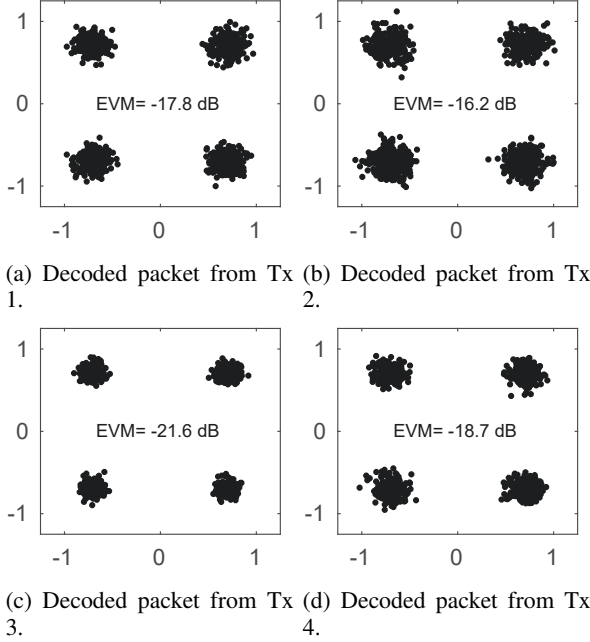 1
0
-1
EVM= -17.8 dB
-1 0 1
1
0
-1
EVM= -16.2 dB
-1 0 1
(a) Decoded packet from Tx
1.
(b) Decoded packet from Tx
2.
1
0
-1
EVM= -21.6 dB
-1 0 1
1
0
-1
EVM= -18.7 dB
-1 0 1
(c) Decoded packet from Tx
3.
(d) Decoded packet from Tx
4.